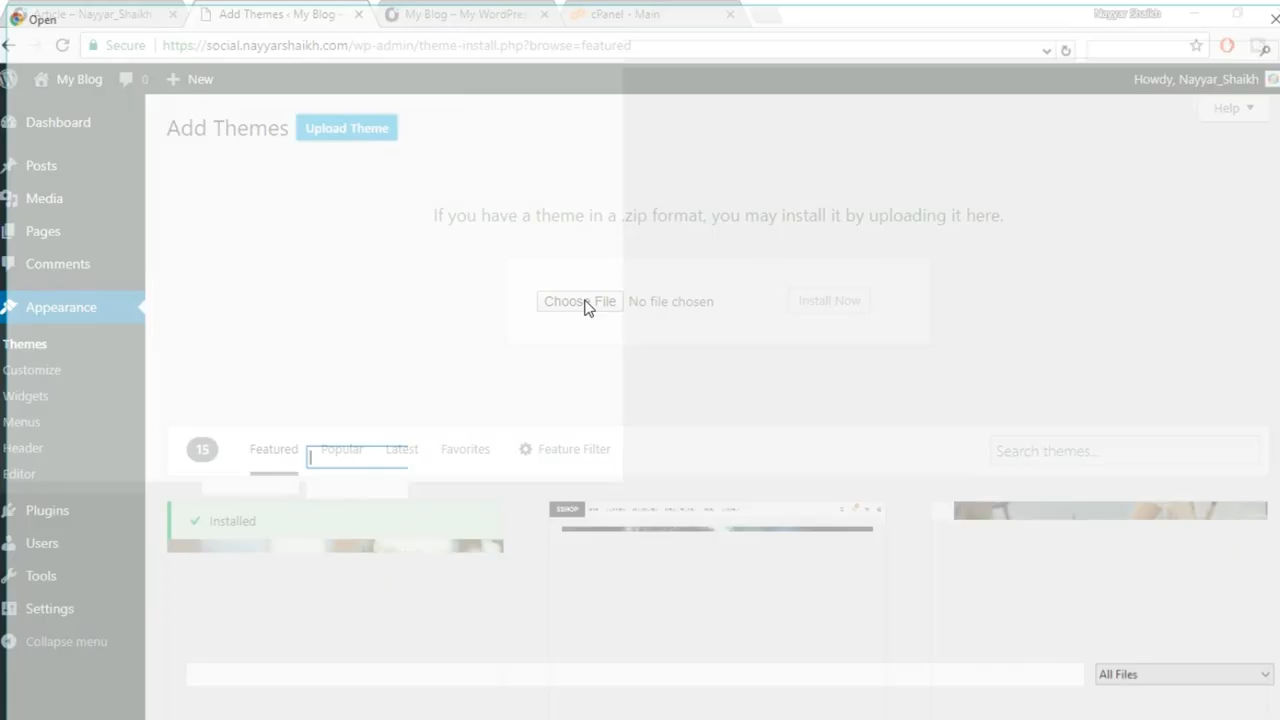 Open
Article – Nayyar_Shaikh
Add Themes ‹ My Blog –
My Blog – My WordPres
cPanel - Main
Nayyar Shaikh
Secure
https://social.nayyarshaikh.com/wp-admin/theme-install.php?browse=featured
My Blog
0
New
Howdy, Nayyar_Shaikh
Dashboard
Add Themes
Upload Theme
Help
Posts
Media
If you have a theme in a .zip format, you may install it by uploading it here.
Pages
Comments
Choose File
No file chosen
Install Now
Appearance
Themes
Customize
Widgets
Menus
Header
Editor
15
Featured
Popular
Latest
Favorites
Feature Filter
Search themes...
Plugins
Installed
Users
Tools
Settings
Collapse menu
All Files